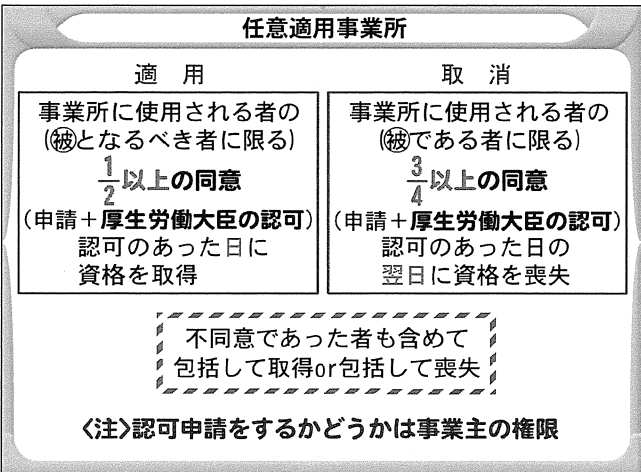 任意適用事業所
適　用
事業所に使用される者の
(㊙となるべき者に限る)
1/2以上の同意
(申請＋厚生労働大臣の認可)
認可のあった日に
資格を取得
取　消
事業所に使用される者の
(被である者に限る)
3/4以上の同意
(申請＋厚生労働大臣の認可)
認可のあった日の
翌日に資格を喪失
不同意であった者も含めて
包括して取得or包括して喪失
〈注〉認可申請をするかどうかは事業主の権限